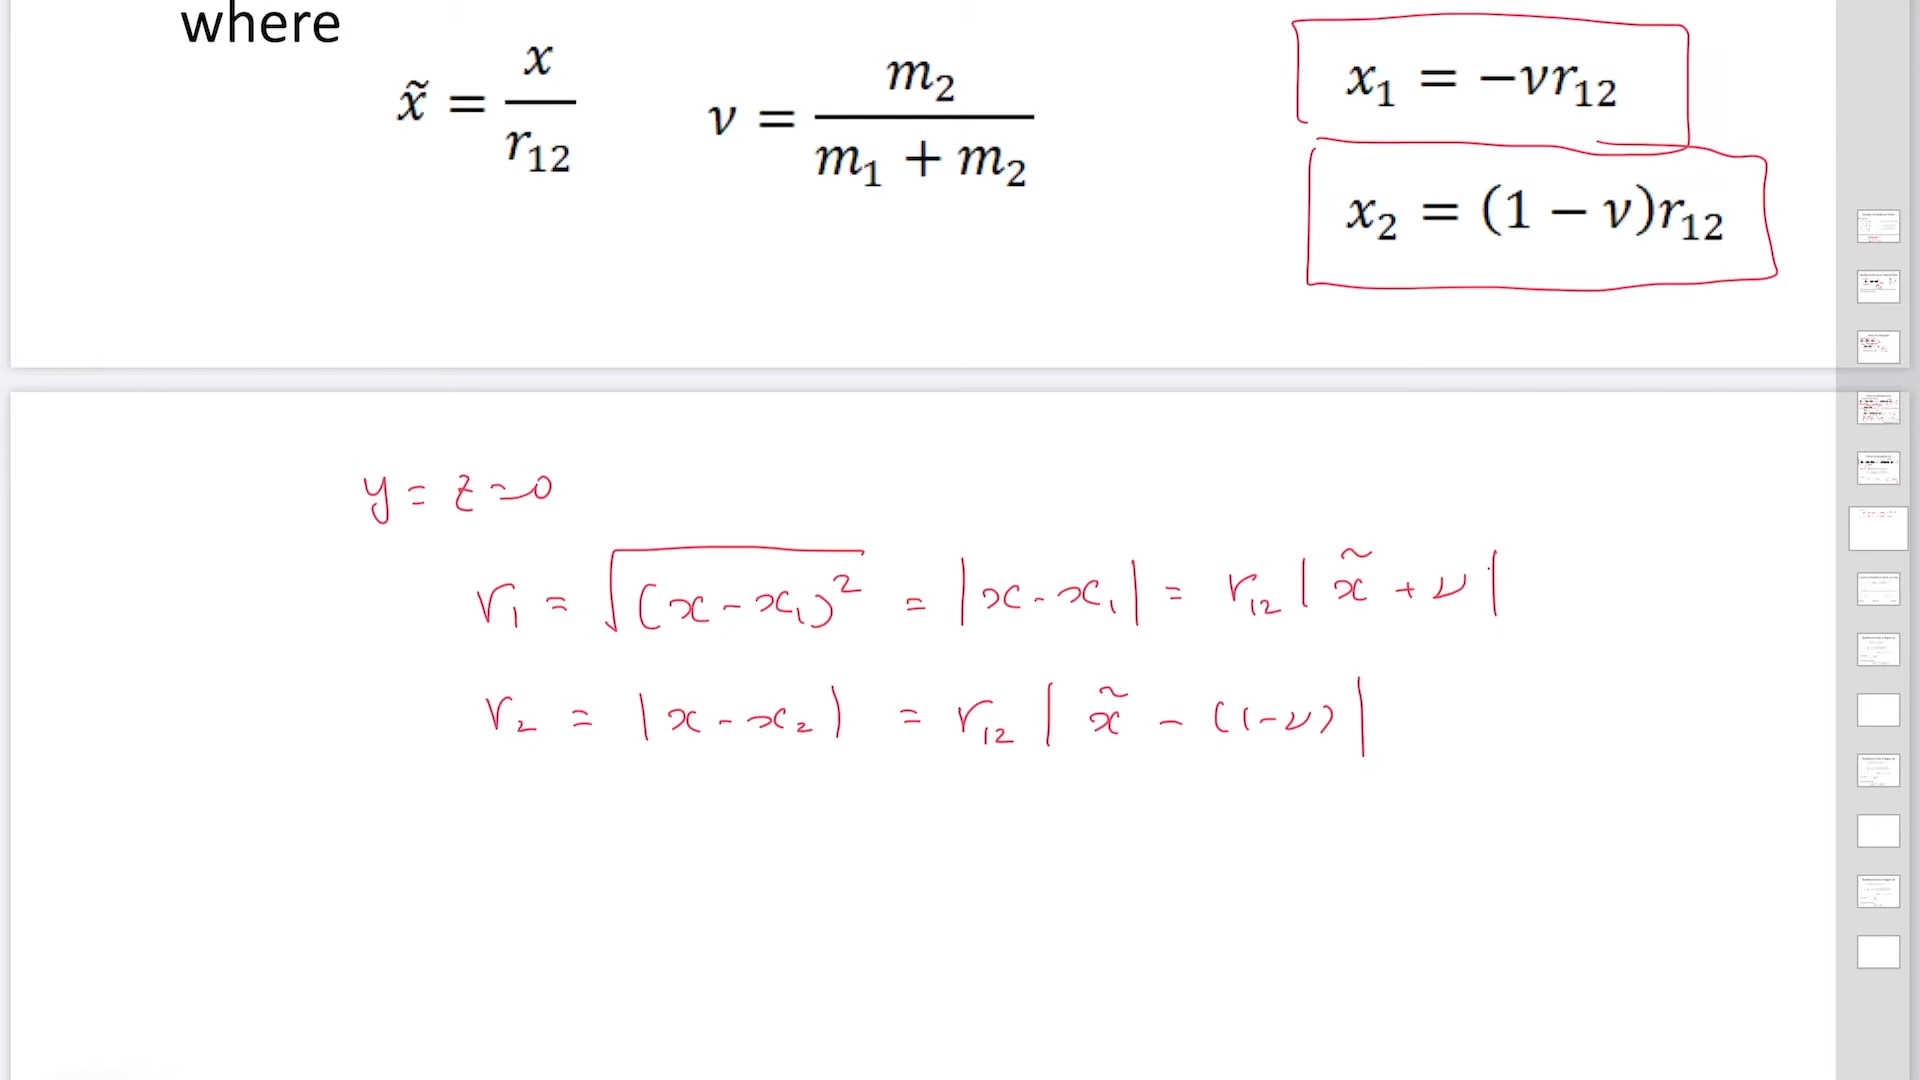 where
x̃ = x / r₁₂    ν = m₂ / (m₁ + m₂)    x₁ = −νr₁₂
x₂ = (1 − ν)r₁₂
y = z = 0
r₁ = √(x − x₁)² = |x − x₁| = r₁₂ | x̃ + ν |
r₂ = |x − x₂| = r₁₂ | x̃ − (1−ν) |